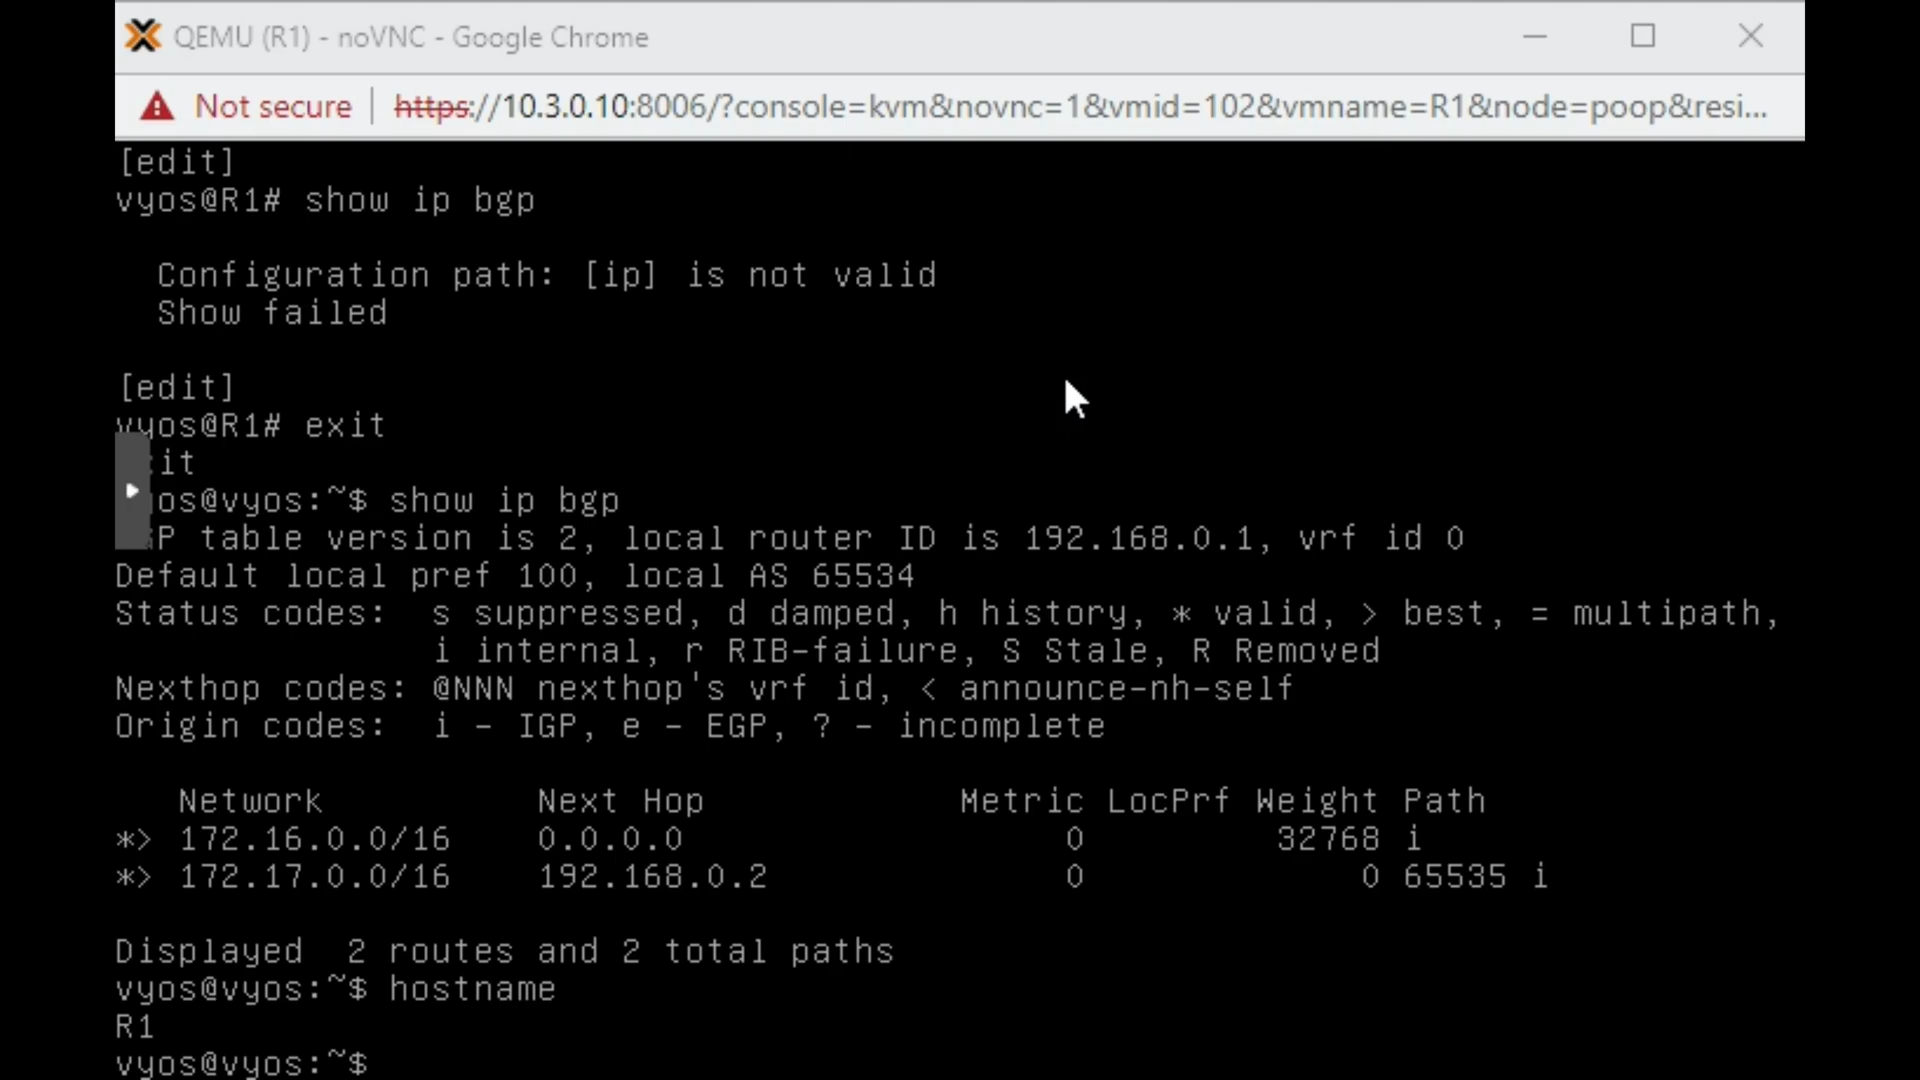 QEMU (R1) - noVNC - Google Chrome
Not secure https://10.3.0.10:8006/?console=kvm&novnc=1&vmid=102&vmname=R1&node=poop&resi...
[edit]
vyos@R1# show ip bgp
Configuration path: [ip] is not valid
Show failed
[edit]
vyos@R1# exit
it
os@vyos:~$ show ip bgp
P table version is 2, local router ID is 192.168.0.1, vrf id 0
Default local pref 100, local AS 65534
Status codes:  s suppressed, d damped, h history, * valid, > best, = multipath,
i internal, r RIB-failure, S Stale, R Removed
Nexthop codes: @NNN nexthop's vrf id, < announce-nh-self
Origin codes:  i - IGP, e - EGP, ? - incomplete
Network          Next Hop            Metric LocPrf Weight Path
*> 172.16.0.0/16    0.0.0.0                  0         32768 i
*> 172.17.0.0/16    192.168.0.2              0             0 65535 i
Displayed  2 routes and 2 total paths
vyos@vyos:~$ hostname
R1
vyos@vyos:~$